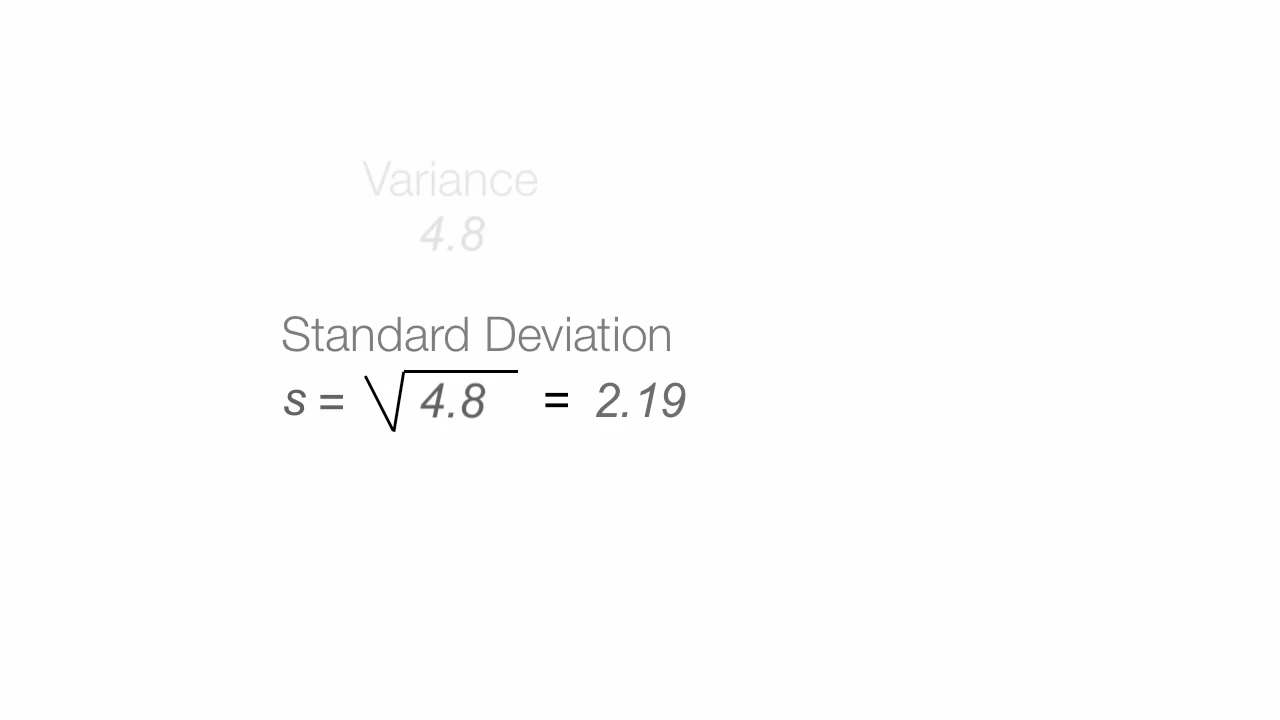 Variance
4.8
Standard Deviation
s = √4.8 = 2.19